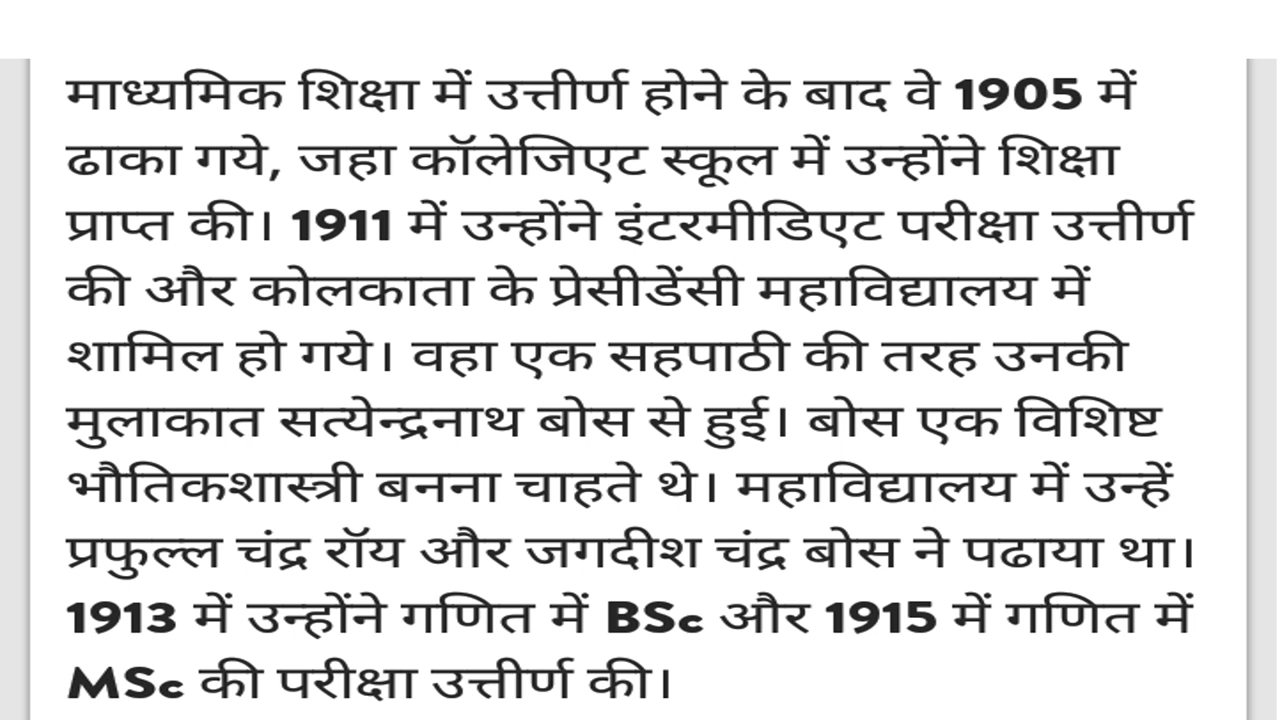 माध्यमिक शिक्षा में उत्तीर्ण होने के बाद वे 1905 में
ढाका गये, जहा कॉलेजिएट स्कूल में उन्होंने शिक्षा
प्राप्त की। 1911 में उन्होंने इंटरमीडिएट परीक्षा उत्तीर्ण
की और कोलकाता के प्रेसीडेंसी महाविद्यालय में
शामिल हो गये। वहा एक सहपाठी की तरह उनकी
मुलाकात सत्येन्द्रनाथ बोस से हुई। बोस एक विशिष्ट
भौतिकशास्त्री बनना चाहते थे। महाविद्यालय में उन्हें
प्रफुल्ल चंद्र रॉय और जगदीश चंद्र बोस ने पढाया था।
1913 में उन्होंने गणित में BSc और 1915 में गणित में
MSc की परीक्षा उत्तीर्ण की।